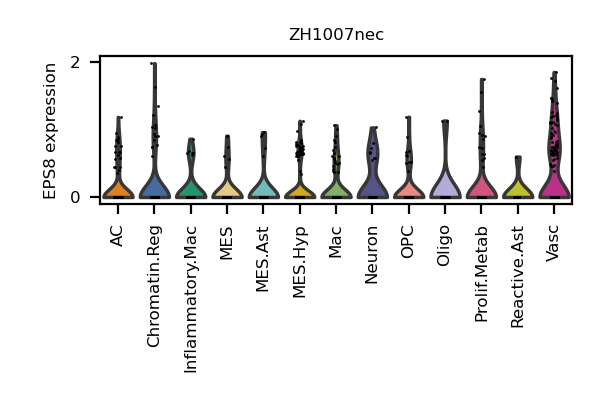 ZH1007nec
EPS8 expression
2
0
AC
Chromatin.Reg
Inflammatory.Mac
MES
MES.Ast
MES.Hyp
Mac
Neuron
OPC
Oligo
Prolif.Metab
Reactive.Ast
Vasc